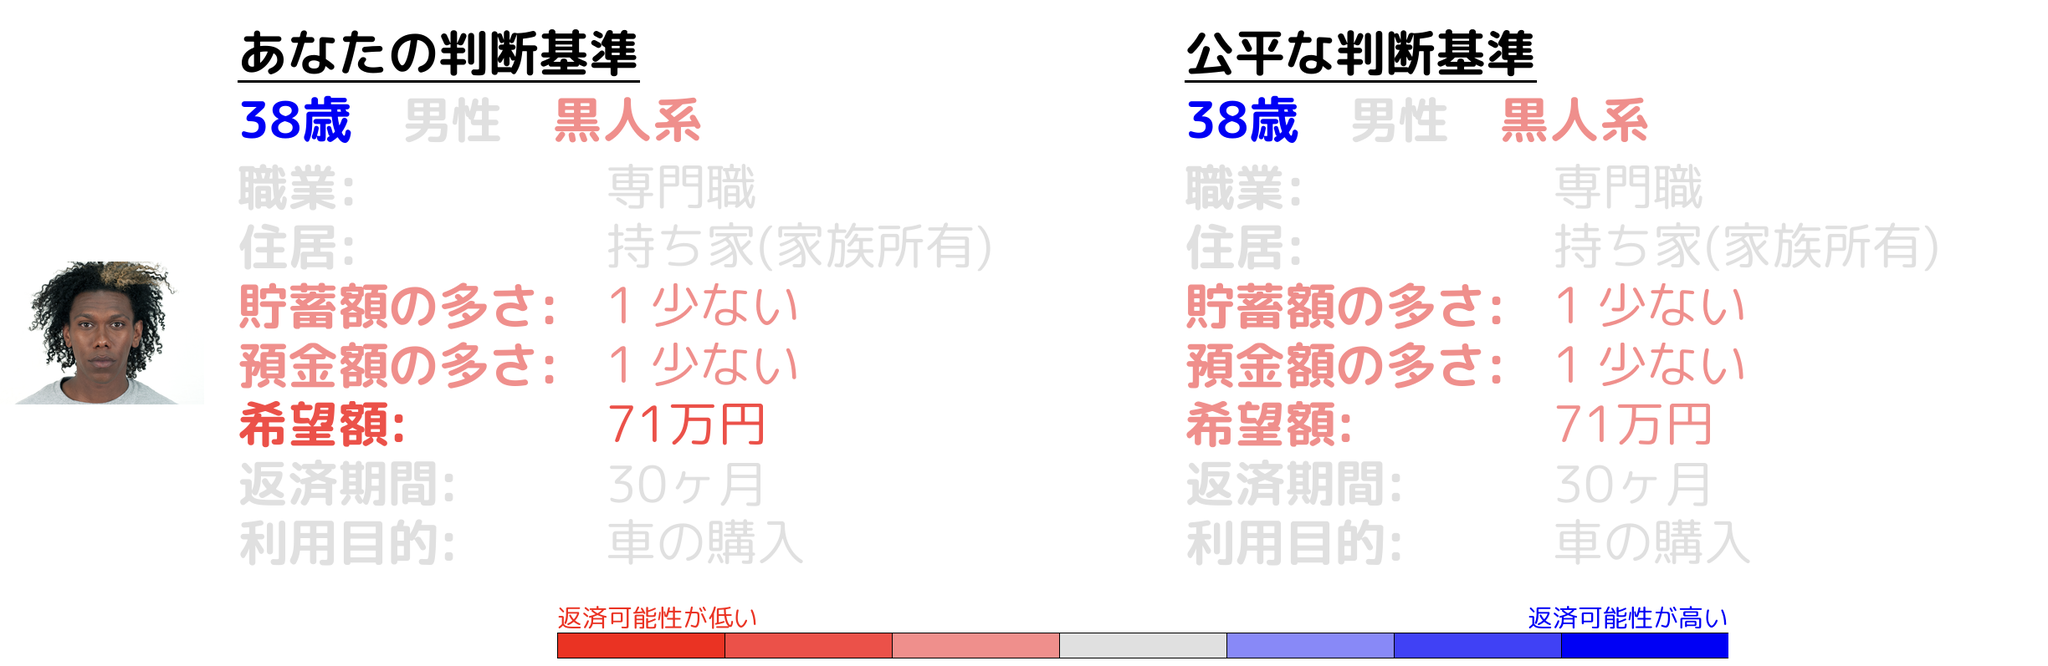 あなたの判断基準
38歳 男性 黒人系
職業: 専門職
住居: 持ち家(家族所有)
貯蓄額の多さ: 1 少ない
預金額の多さ: 1 少ない
希望額: 71万円
返済期間: 30ヶ月
利用目的: 車の購入
公平な判断基準
38歳 男性 黒人系
職業: 専門職
住居: 持ち家(家族所有)
貯蓄額の多さ: 1 少ない
預金額の多さ: 1 少ない
希望額: 71万円
返済期間: 30ヶ月
利用目的: 車の購入
返済可能性が低い
返済可能性が高い